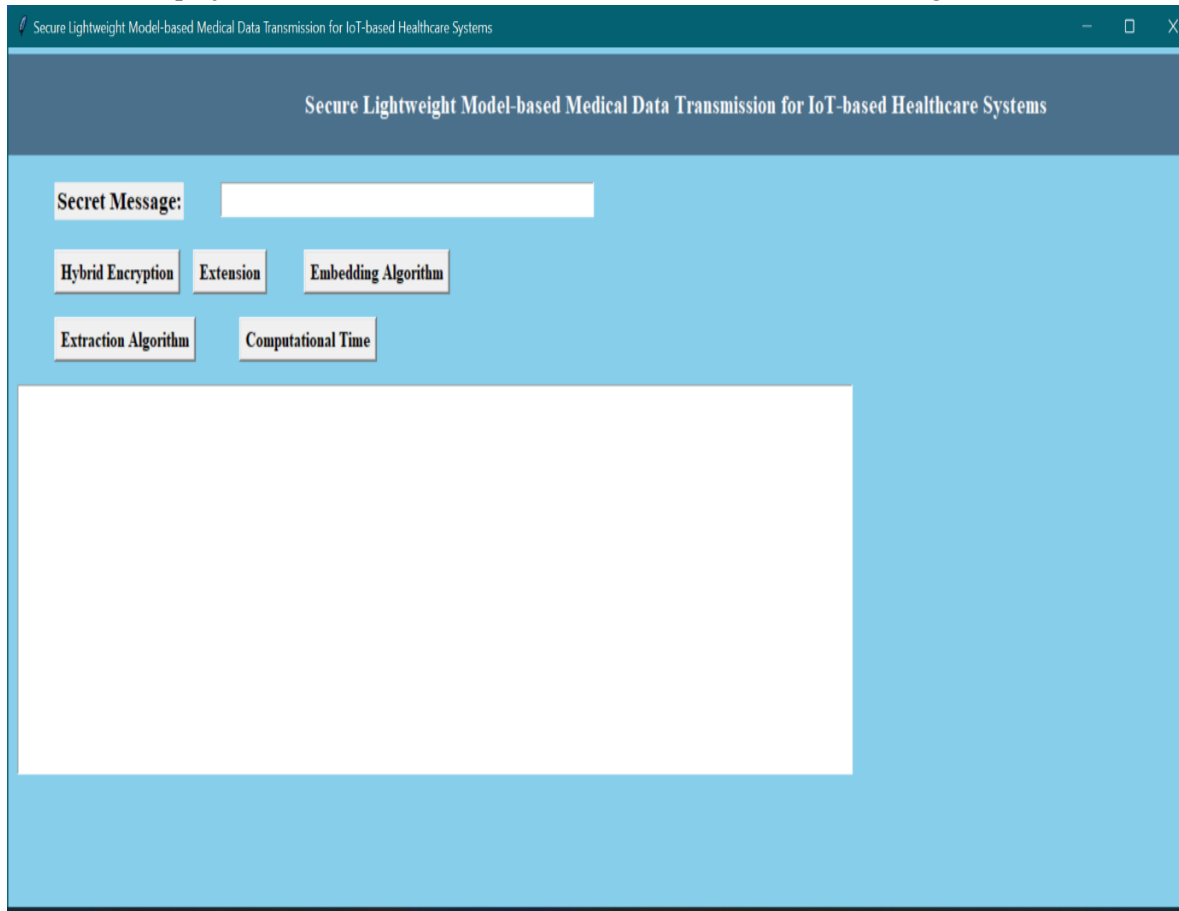 Secure Lightweight Model-based Medical Data Transmission for IoT-based Healthcare Systems
Secure Lightweight Model-based Medical Data Transmission for IoT-based Healthcare Systems
Secret Message:
Hybrid Encryption Extension Embedding Algorithm
Extraction Algorithm Computational Time